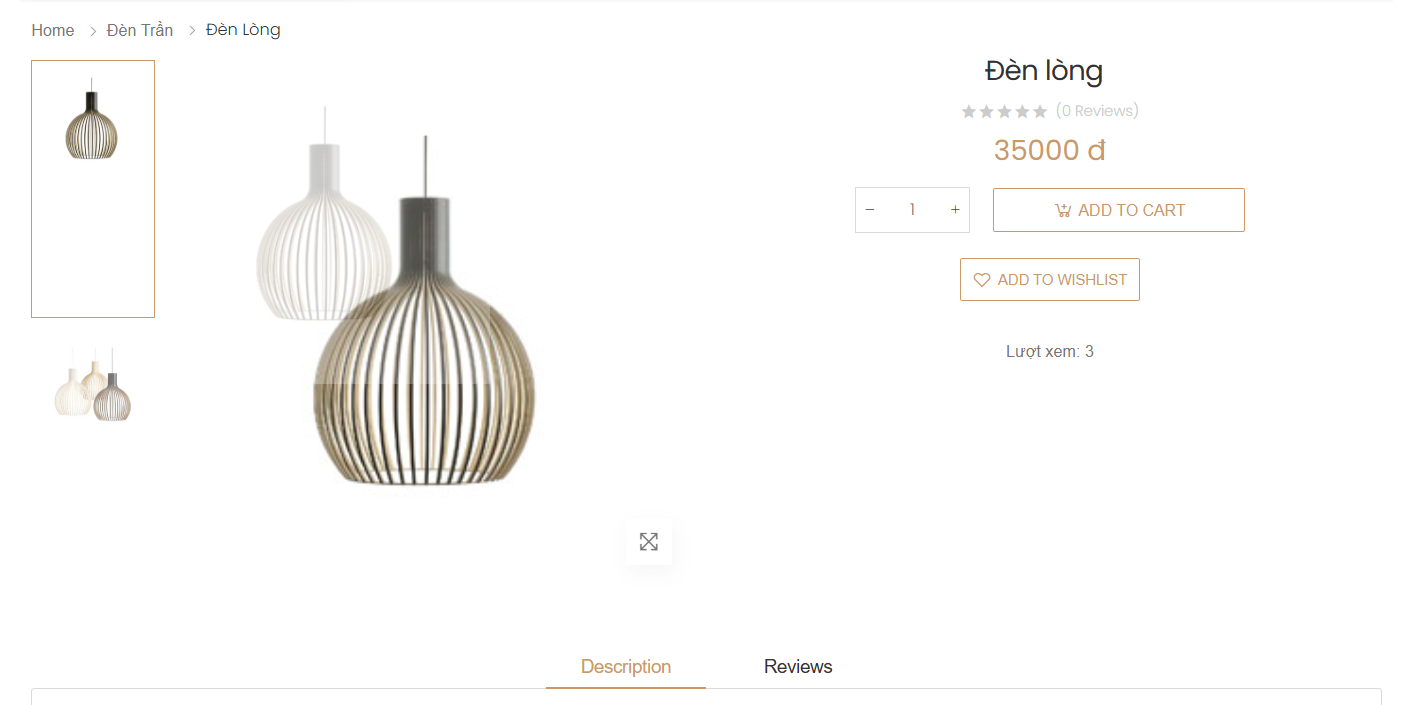 Home > Đèn Trần > Đèn Lòng
Đèn lòng
(0 Reviews)
35000 đ
− 1 +
ADD TO CART
ADD TO WISHLIST
Lượt xem: 3
Description Reviews